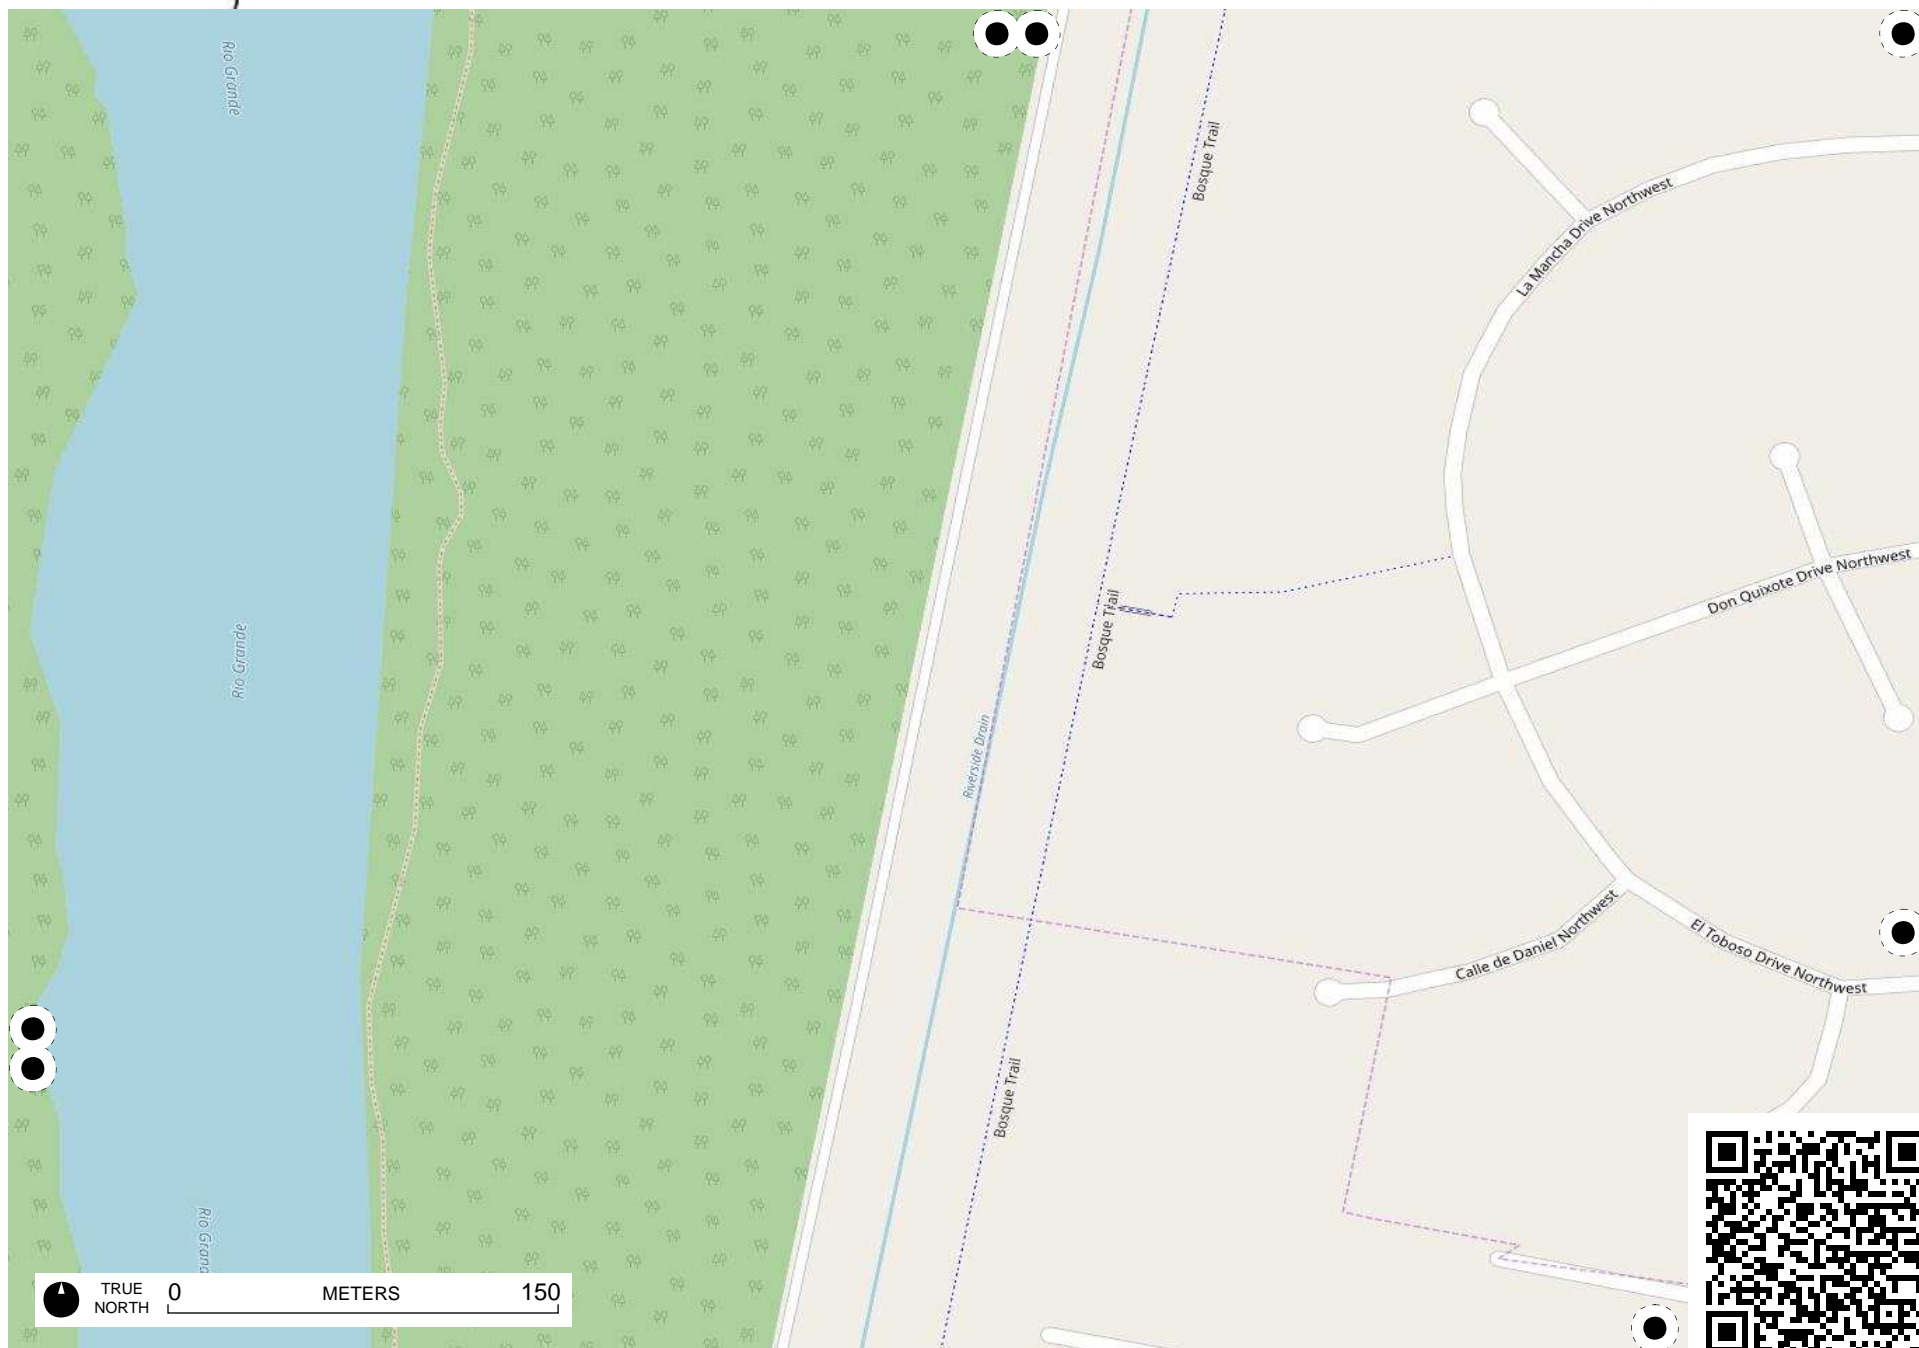 Rio Grande
Bosque Trail
La Mancha Drive Northwest
Don Quixote Drive Northwest
Bosque Trail
Rio Grande
Riverside Drain
Calle de Daniel Northwest
El Toboso Drive Northwest
Bosque Trail
Rio Grand
TRUE
NORTH
0 METERS 150